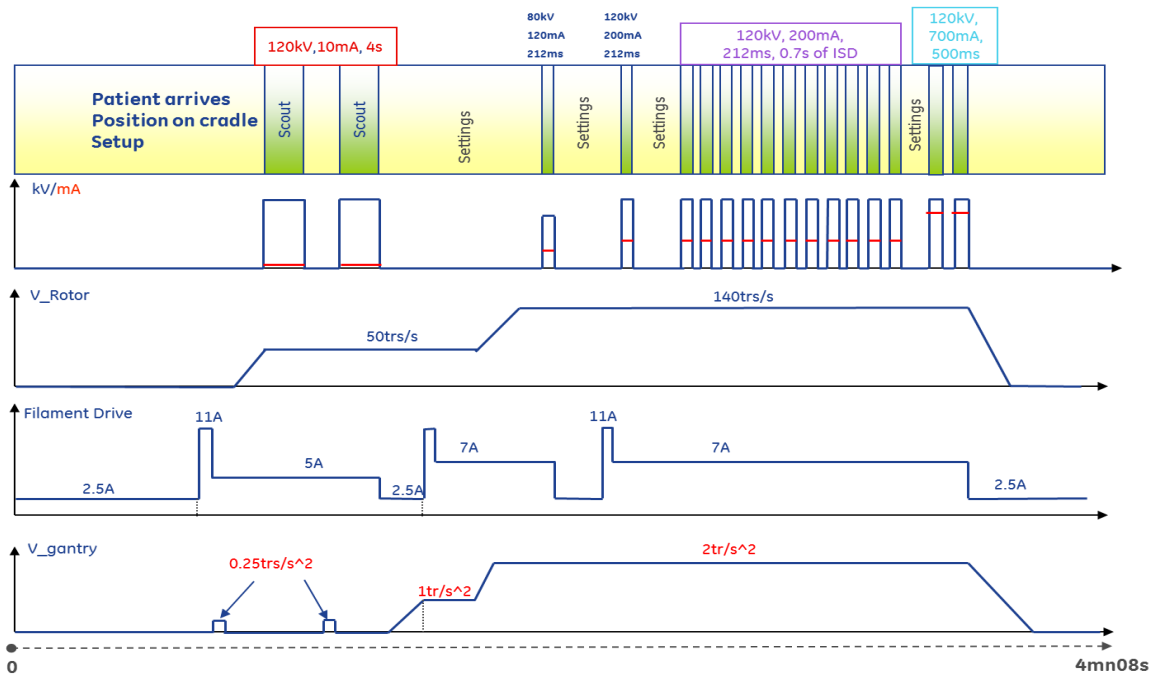 80kV
120mA
212ms
120kV
200mA
212ms
120kV, 200mA,
212ms, 0.7s of ISD
120kV,
700mA,
500ms
120kV,10mA, 4s
Patient arrives
Position on cradle
Setup
Scout
Scout
Settings
Settings
Settings
Settings
kV/mA
V_Rotor
50trs/s
140trs/s
Filament Drive
2.5A
11A
5A
2.5A
7A
11A
7A
2.5A
V_gantry
0.25trs/s^2
1tr/s^2
2tr/s^2
0
4mn08s